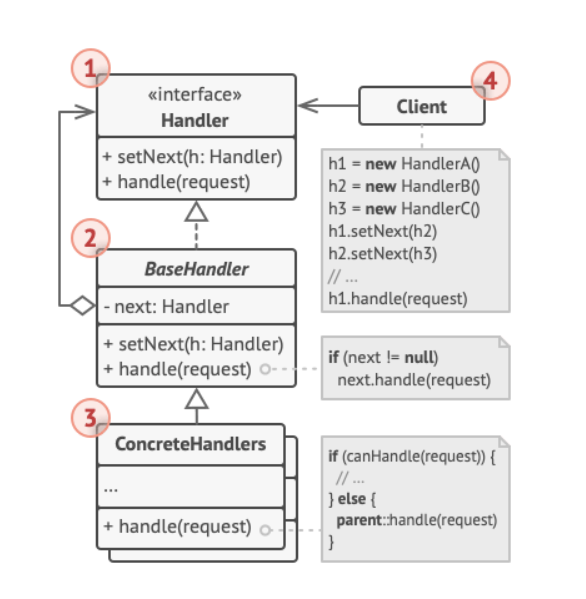 1
«interface»
Handler
+ setNext(h: Handler)
+ handle(request)
4
Client
h1 = new HandlerA()
h2 = new HandlerB()
h3 = new HandlerC()
h1.setNext(h2)
h2.setNext(h3)
// ...
h1.handle(request)
2
BaseHandler
- next: Handler
+ setNext(h: Handler)
+ handle(request)
if (next != null)
next.handle(request)
3
ConcreteHandlers
...
+ handle(request)
if (canHandle(request)) {
// ...
} else {
parent::handle(request)
}